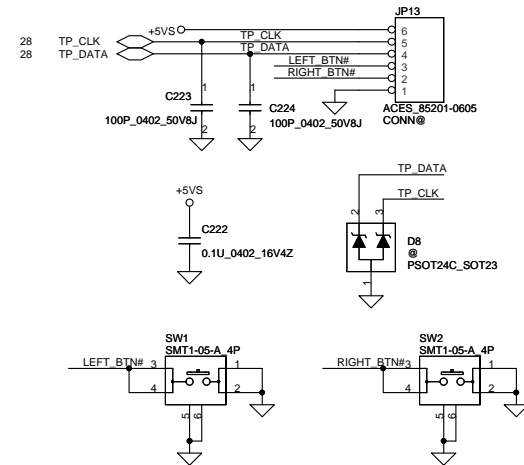 JP13
+5VS
6
28 TP_CLK
TP_CLK
5
28 TP_DATA
TP_DATA
4
LEFT_BTN#
3
RIGHT_BTN#
2
1
1
1
C223
C224
100P_0402_50V8J
100P_0402_50V8J
2
2
ACES_85201-0605
CONN@
TP_DATA
TP_CLK
+5VS
2
3
C222
0.1U_0402_16V4Z
D8
@
PSOT24C_SOT23
1
SW1
SMT1-05-A_4P
LEFT_BTN#
3
1
4
2
5
6
SW2
SMT1-05-A_4P
RIGHT_BTN#
3
1
4
2
5
6